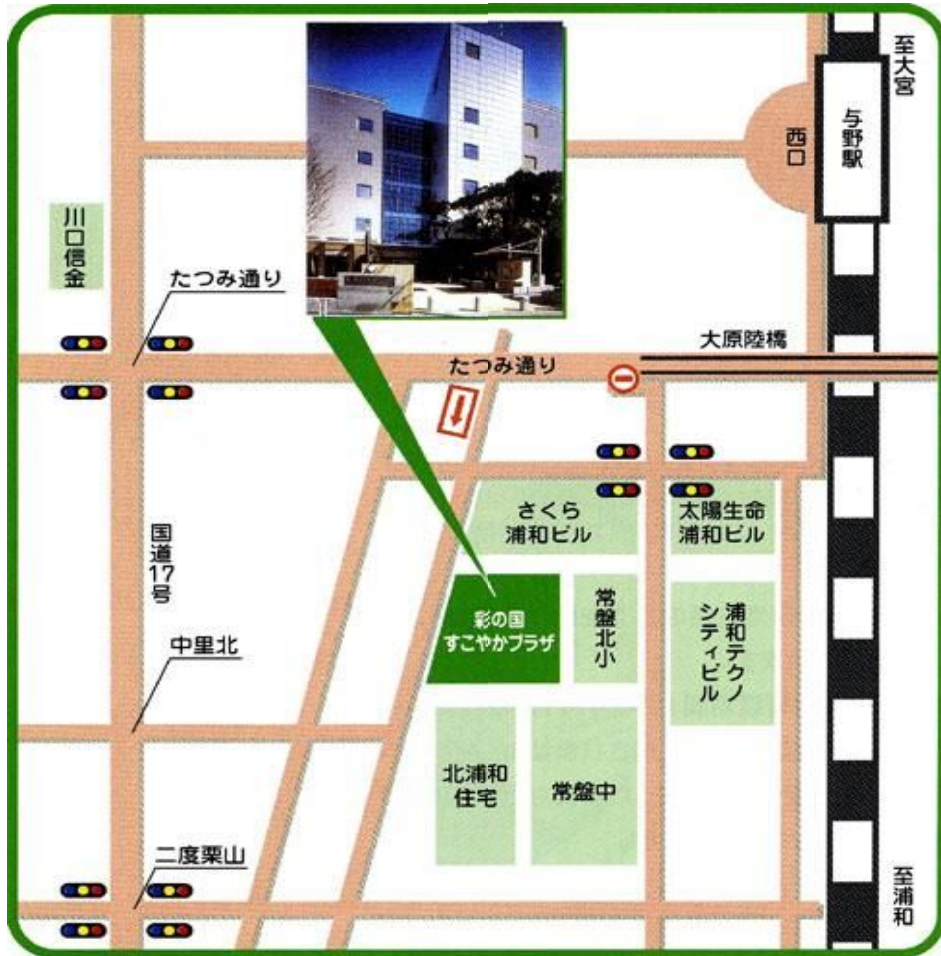 至大宮
与野駅
西口
川口信金
たつみ通り
大原陸橋
たつみ通り
さくら
浦和ビル
太陽生命
浦和ビル
国道17号
彩の国
すこやかプラザ
常盤北小
浦和テクノ
シティビル
中里北
北浦和
住宅
常盤中
二度栗山
至浦和